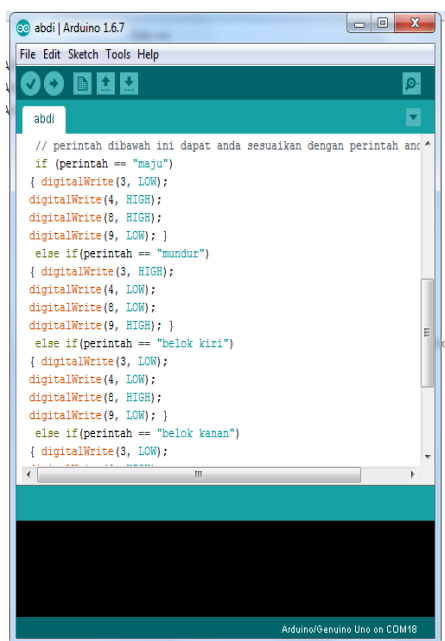 abdi | Arduino 1.6.7
File Edit Sketch Tools Help
abdi
// perintah dibawah ini dapat anda sesuaikan dengan perintah
if (perintah == "maju")
{ digitalWrite(3, LOW);
digitalWrite(4, HIGH);
digitalWrite(8, HIGH);
digitalWrite(9, LOW); }
else if(perintah == "mundur")
{ digitalWrite(3, HIGH);
digitalWrite(4, LOW);
digitalWrite(8, LOW);
digitalWrite(9, HIGH); }
else if(perintah == "belok kiri")
{ digitalWrite(3, LOW);
digitalWrite(4, LOW);
digitalWrite(8, HIGH);
digitalWrite(9, LOW); }
else if(perintah == "belok kanan")
{ digitalWrite(3, LOW);
Arduino/Genuino Uno on COM18